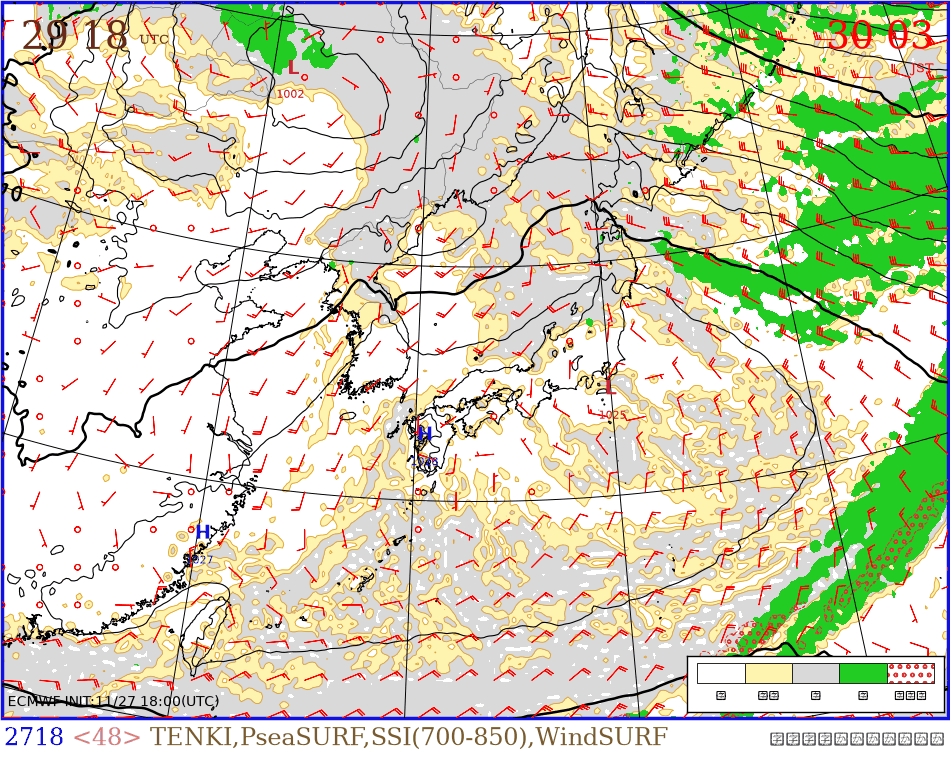 29 18 UTC
30 03 JST
L
1002
L
1025
H
H
ECMWF INIT:11/27 18:00(UTC)
2718 <48> TENKI,PseaSURF,SSI(700-850),WindSURF